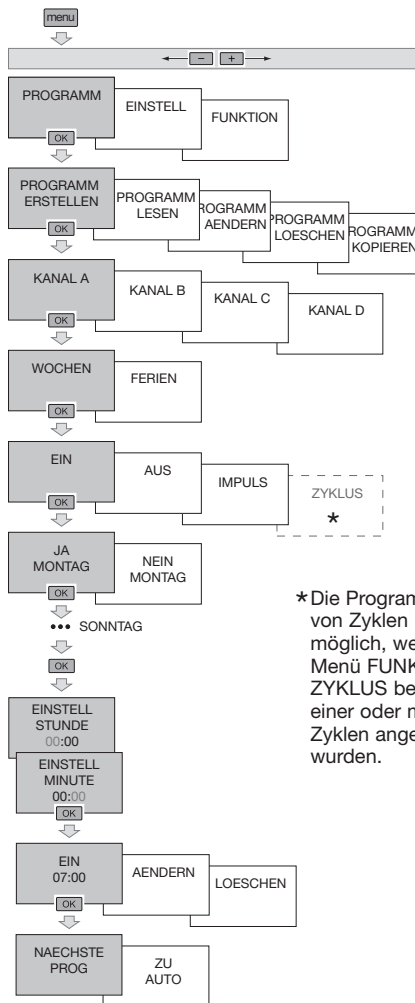 menu
− +
PROGRAMM
EINSTELL
FUNKTION
OK
PROGRAMM
ERSTELLEN
PROGRAMM
LESEN
ROGRAMM
AENDERN
PROGRAMM
LOESCHEN
ROGRAMM
KOPIEREN
OK
KANAL A
KANAL B
KANAL C
KANAL D
OK
WOCHEN
FERIEN
OK
EIN
AUS
IMPULS
ZYKLUS
*
OK
JA
MONTAG
NEIN
MONTAG
OK
••• SONNTAG
OK
* Die Program
von Zyklen
möglich, we
Menü FUNK
ZYKLUS be
einer oder m
Zyklen ange
wurden.
EINSTELL
STUNDE
00:00
EINSTELL
MINUTE
00:00
OK
EIN
07:00
AENDERN
LOESCHEN
OK
NAECHSTE
PROG
ZU
AUTO